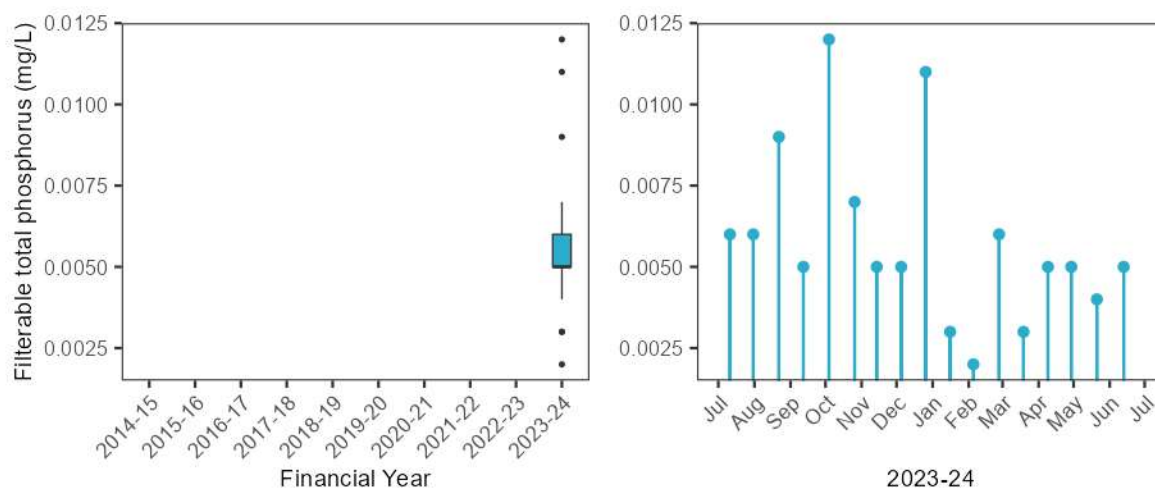 Filterable total phosphorus (mg/L)
0.0125
0.0100
0.0075
0.0050
0.0025
2014-15
2015-16
2016-17
2017-18
2018-19
2019-20
2020-21
2021-22
2022-23
2023-24
Financial Year
0.0125
0.0100
0.0075
0.0050
0.0025
Jul
Aug
Sep
Oct
Nov
Dec
Jan
Feb
Mar
Apr
May
Jun
Jul
2023-24